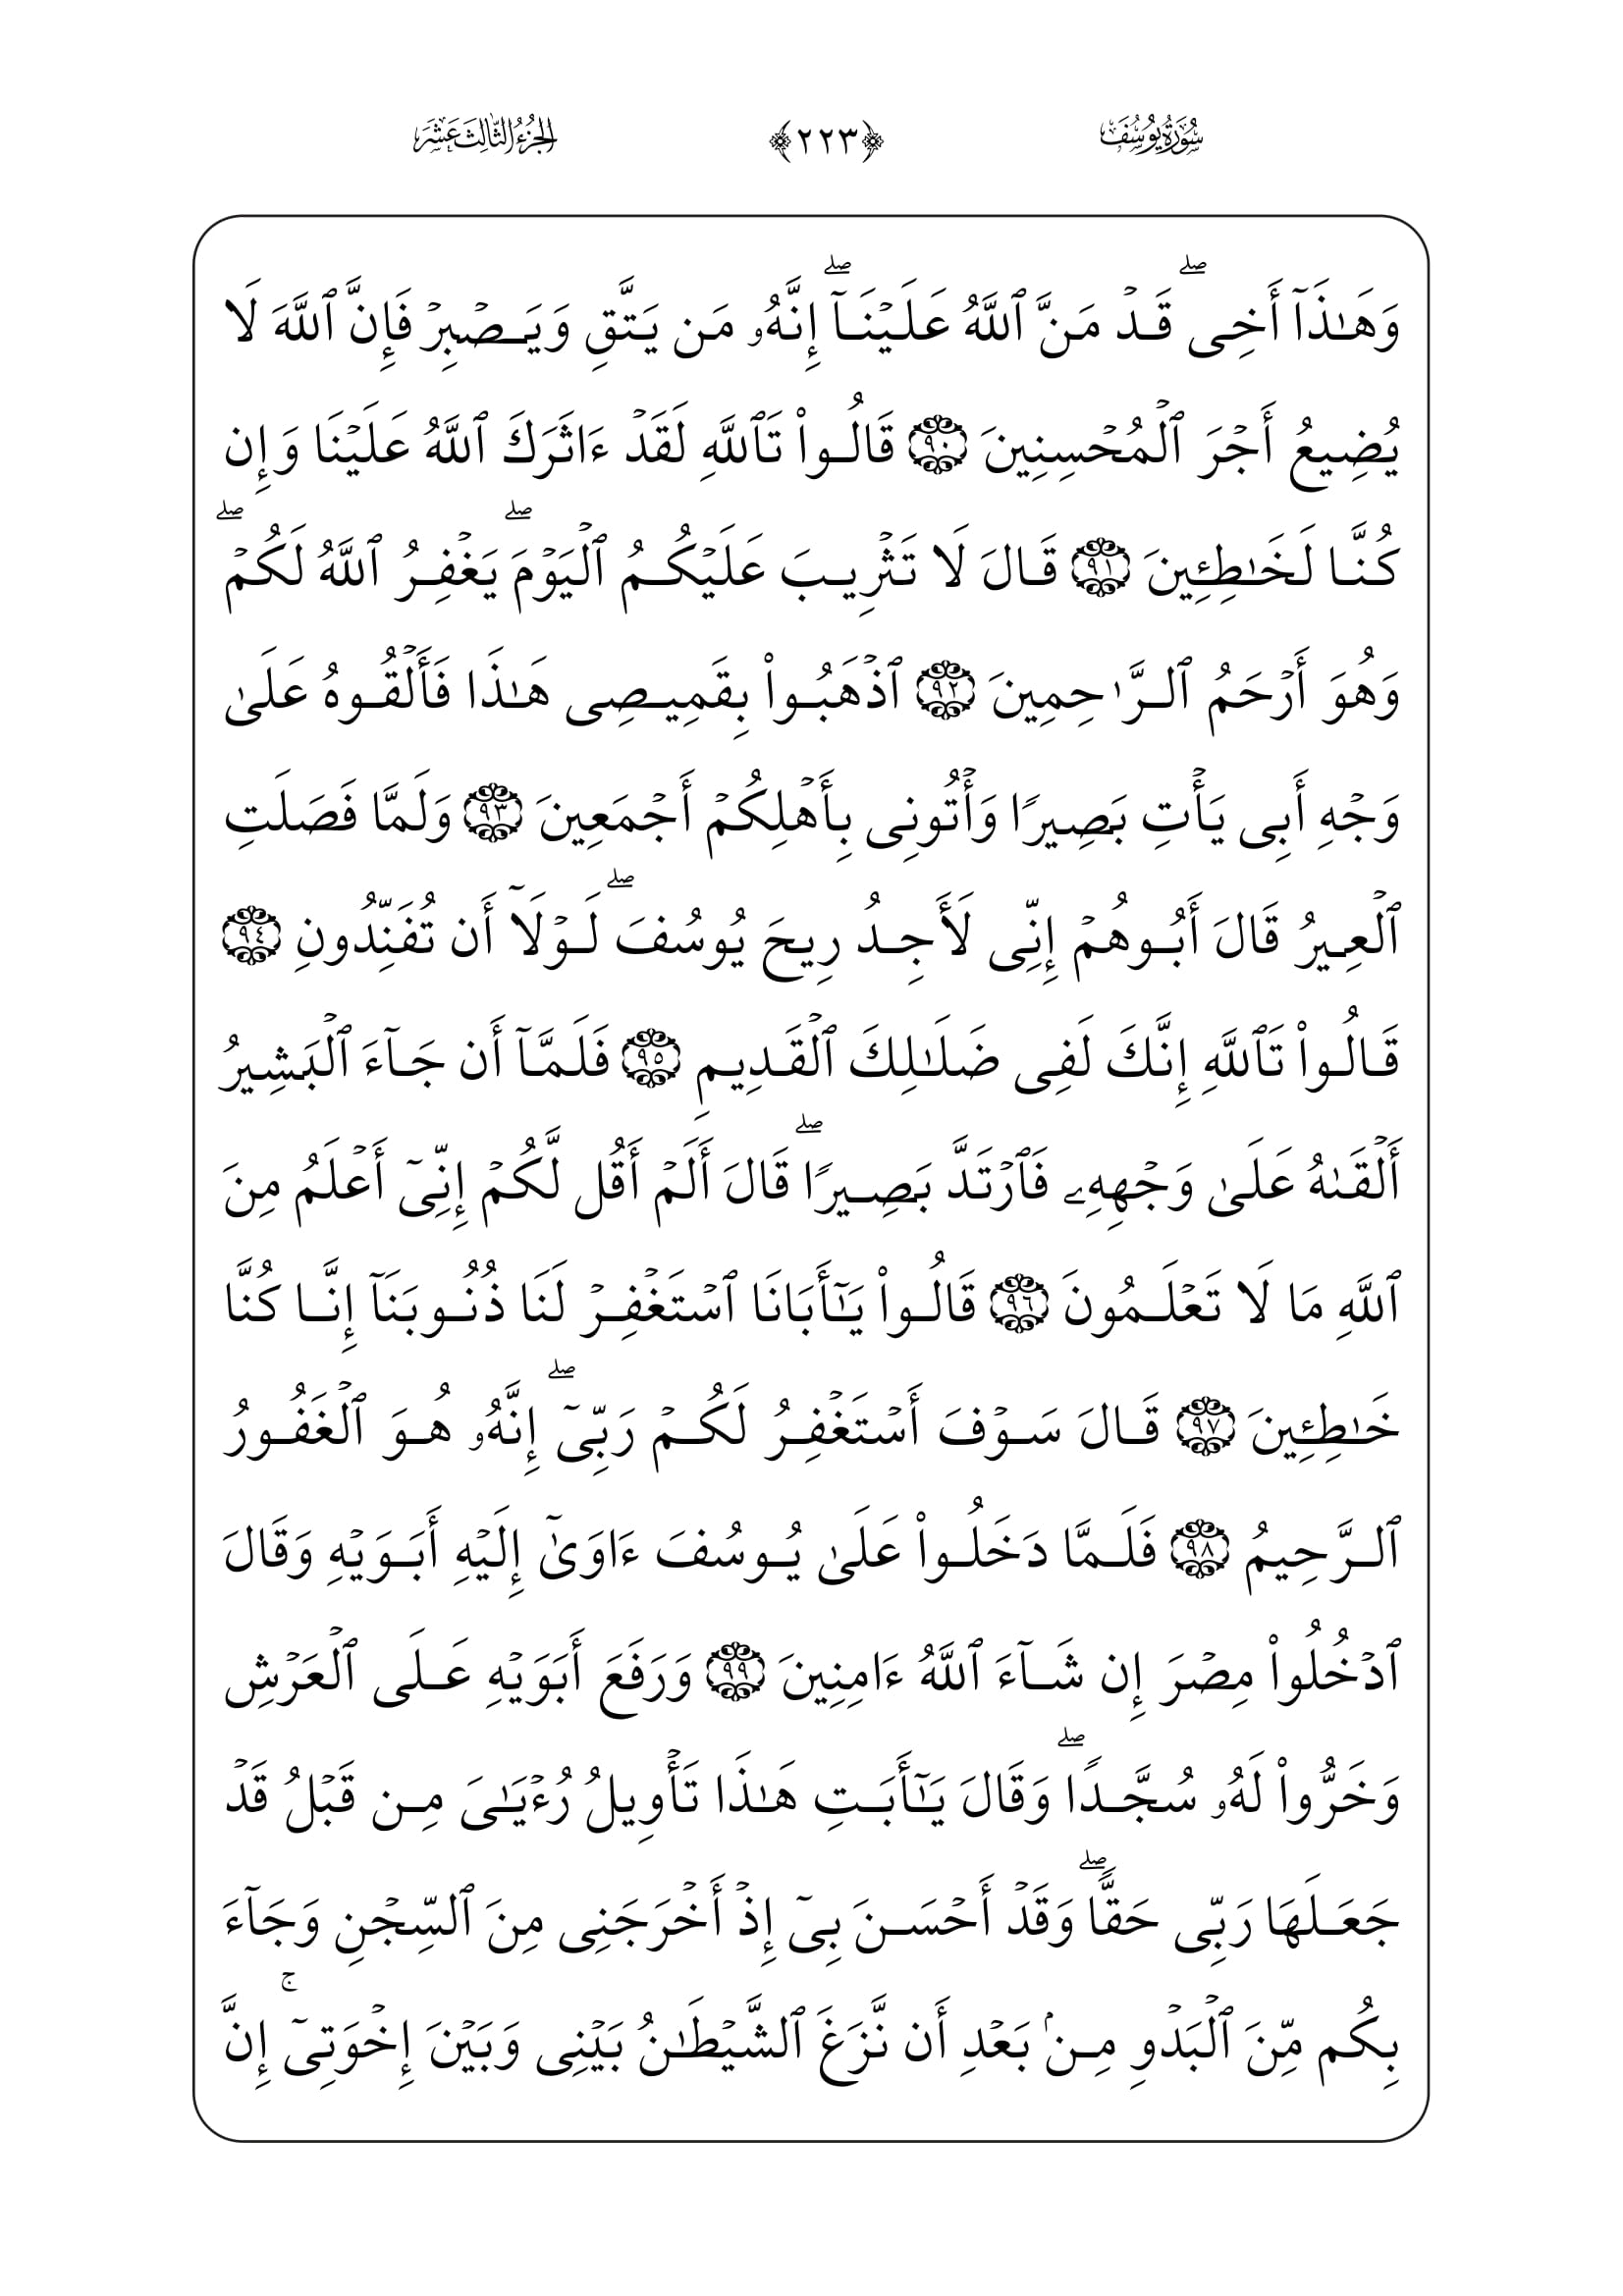 سُورَةُ يُوسُفَ ﴿٢٢٣﴾ الجُزْءُ الثَّالِثَ عَشَرَ
وَهَـٰذَآ أَخِىۖ قَدۡ مَنَّ ٱللَّهُ عَلَيۡنَآۖ إِنَّهُۥ مَن يَتَّقِ وَيَصۡبِرۡ فَإِنَّ ٱللَّهَ لَا
يُضِيعُ أَجۡرَ ٱلۡمُحۡسِنِينَ ٩٠ قَالُواْ تَٱللَّهِ لَقَدۡ ءَاثَرَكَ ٱللَّهُ عَلَيۡنَا وَإِن
كُنَّا لَخَـٰطِـِٔينَ ٩١ قَالَ لَا تَثۡرِيبَ عَلَيۡكُمُ ٱلۡيَوۡمَۖ يَغۡفِرُ ٱللَّهُ لَكُمۡۖ
وَهُوَ أَرۡحَمُ ٱلرَّٰحِمِينَ ٩٢ ٱذۡهَبُواْ بِقَمِيصِى هَـٰذَا فَأَلۡقُوهُ عَلَىٰ
وَجۡهِ أَبِى يَأۡتِ بَصِيرًا وَأۡتُونِى بِأَهۡلِكُمۡ أَجۡمَعِينَ ٩٣ وَلَمَّا فَصَلَتِ
ٱلۡعِيرُ قَالَ أَبُوهُمۡ إِنِّى لَأَجِدُ رِيحَ يُوسُفَۖ لَوۡلَآ أَن تُفَنِّدُونِ ٩٤
قَالُواْ تَٱللَّهِ إِنَّكَ لَفِى ضَلَـٰلِكَ ٱلۡقَدِيمِ ٩٥ فَلَمَّآ أَن جَآءَ ٱلۡبَشِيرُ
أَلۡقَىٰهُ عَلَىٰ وَجۡهِهِۦ فَٱرۡتَدَّ بَصِيرًاۖ قَالَ أَلَمۡ أَقُل لَّكُمۡ إِنِّىٓ أَعۡلَمُ مِنَ
ٱللَّهِ مَا لَا تَعۡلَمُونَ ٩٦ قَالُواْ يَـٰٓأَبَانَا ٱسۡتَغۡفِرۡ لَنَا ذُنُوبَنَآ إِنَّا كُنَّا
خَـٰطِـِٔينَ ٩٧ قَالَ سَوۡفَ أَسۡتَغۡفِرُ لَكُمۡ رَبِّىٓۖ إِنَّهُۥ هُوَ ٱلۡغَفُورُ
ٱلرَّحِيمُ ٩٨ فَلَمَّا دَخَلُواْ عَلَىٰ يُوسُفَ ءَاوَىٰٓ إِلَيۡهِ أَبَوَيۡهِ وَقَالَ
ٱدۡخُلُواْ مِصۡرَ إِن شَآءَ ٱللَّهُ ءَامِنِينَ ٩٩ وَرَفَعَ أَبَوَيۡهِ عَلَى ٱلۡعَرۡشِ
وَخَرُّواْ لَهُۥ سُجَّدًاۖ وَقَالَ يَـٰٓأَبَتِ هَـٰذَا تَأۡوِيلُ رُءۡيَـٰىَ مِن قَبۡلُ قَدۡ
جَعَلَهَا رَبِّى حَقًّاۖ وَقَدۡ أَحۡسَنَ بِىٓ إِذۡ أَخۡرَجَنِى مِنَ ٱلسِّجۡنِ وَجَآءَ
بِكُم مِّنَ ٱلۡبَدۡوِ مِنۢ بَعۡدِ أَن نَّزَغَ ٱلشَّيۡطَـٰنُ بَيۡنِى وَبَيۡنَ إِخۡوَتِىٓۚ إِنَّ